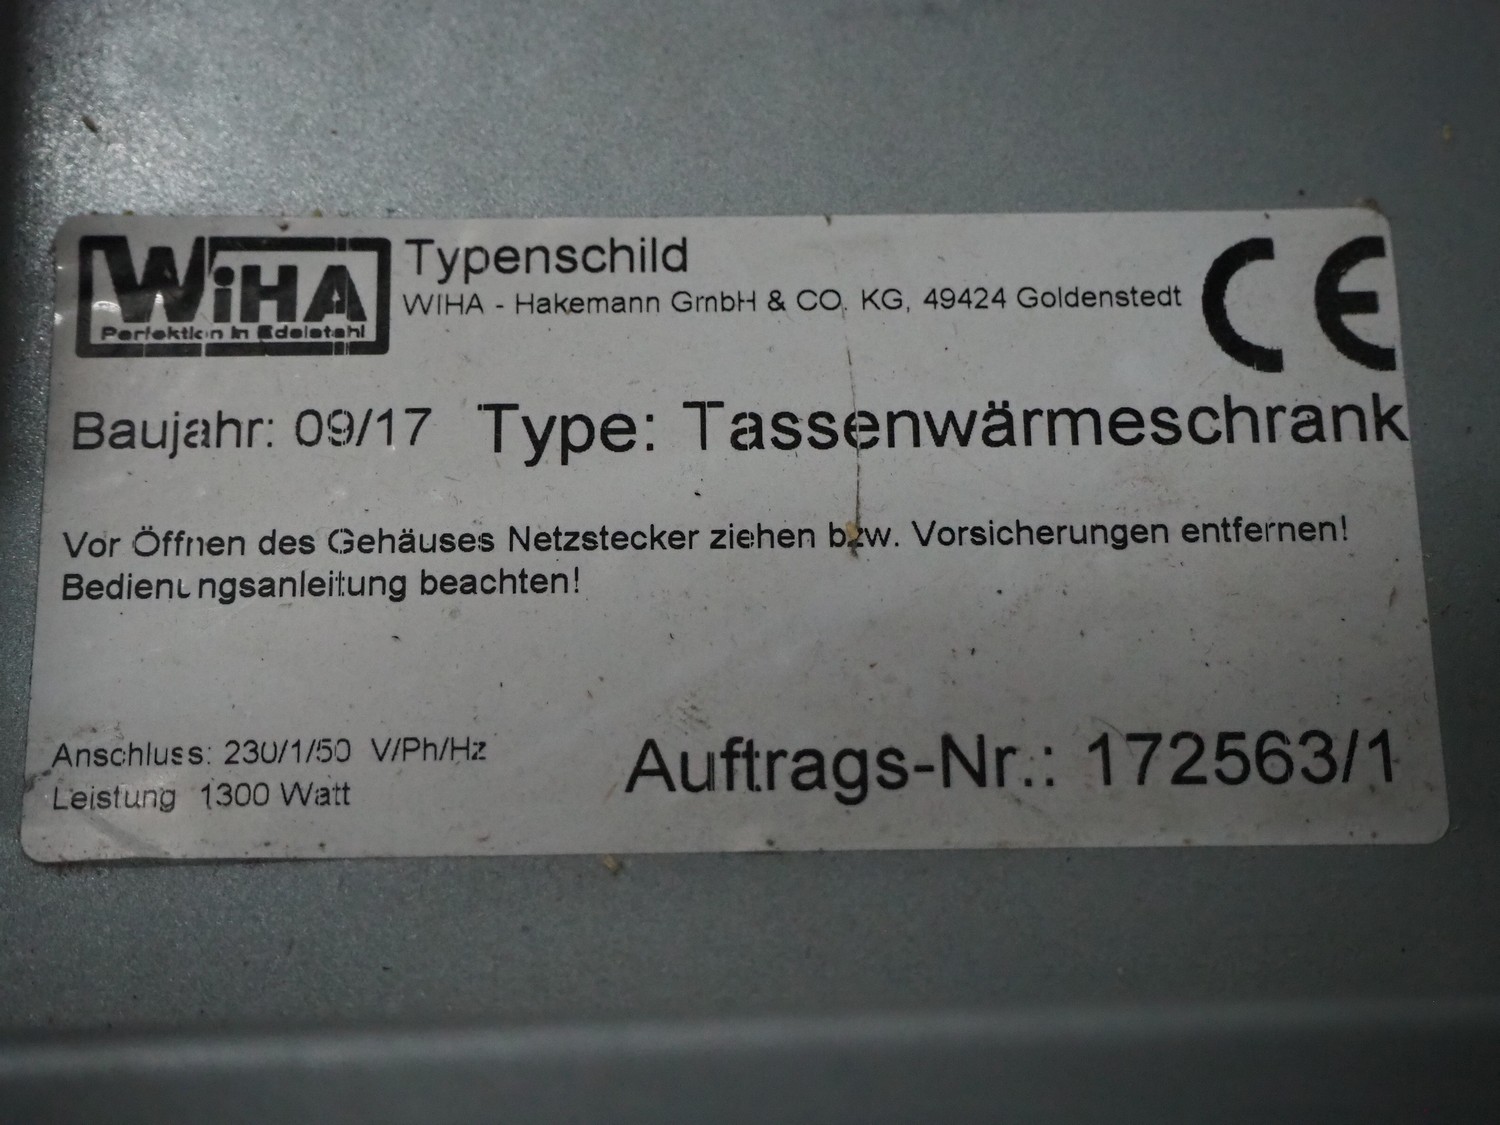 WiHA
Perfektion in Edelstahl
Typenschild
WIHA - Hakemann GmbH & CO. KG, 49424 Goldenstedt
CE
Baujahr: 09/17 Type: Tassenwärmeschrank
Vor Öffnen des Gehäuses Netzstecker ziehen bzw. Vorsicherungen entfernen!
Bedienungsanleitung beachten!
Anschluss: 230/1/50 V/Ph/Hz
Leistung 1300 Watt
Auftrags-Nr.: 172563/1